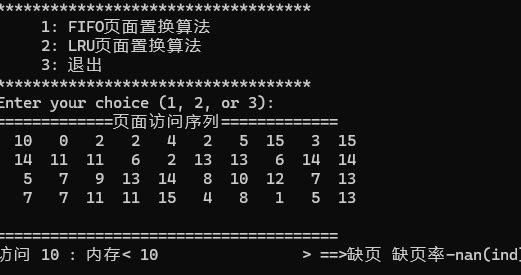 ************************************
1: FIFO页面置换算法
2: LRU页面置换算法
3: 退出
************************************
Enter your choice (1, 2, or 3):
=============页面访问序列=============
10 0 2 2 4 2 5 15 3 15
14 11 11 6 2 13 13 6 14 14
5 7 9 13 14 8 10 12 7 13
7 7 11 11 15 4 8 1 5 13
=======================================
访问 10 : 内存< 10 > ==>缺页 缺页率-nan(ind)